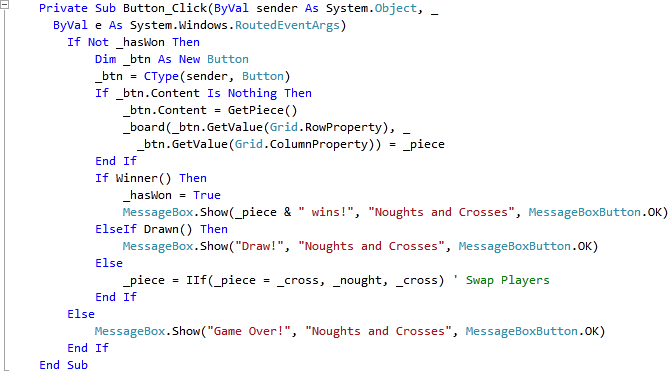 Private Sub Button_Click(ByVal sender As System.Object, _
  ByVal e As System.Windows.RoutedEventArgs)
    If Not _hasWon Then
        Dim _btn As New Button
        _btn = CType(sender, Button)
        If _btn.Content Is Nothing Then
            _btn.Content = GetPiece()
            _board(_btn.GetValue(Grid.RowProperty), _
              _btn.GetValue(Grid.ColumnProperty)) = _piece
        End If
        If Winner() Then
            _hasWon = True
            MessageBox.Show(_piece & " wins!", "Noughts and Crosses", MessageBoxButton.OK)
        ElseIf Drawn() Then
            MessageBox.Show("Draw!", "Noughts and Crosses", MessageBoxButton.OK)
        Else
            _piece = IIf(_piece = _cross, _nought, _cross) ' Swap Players
        End If
    Else
        MessageBox.Show("Game Over!", "Noughts and Crosses", MessageBoxButton.OK)
    End If
End Sub